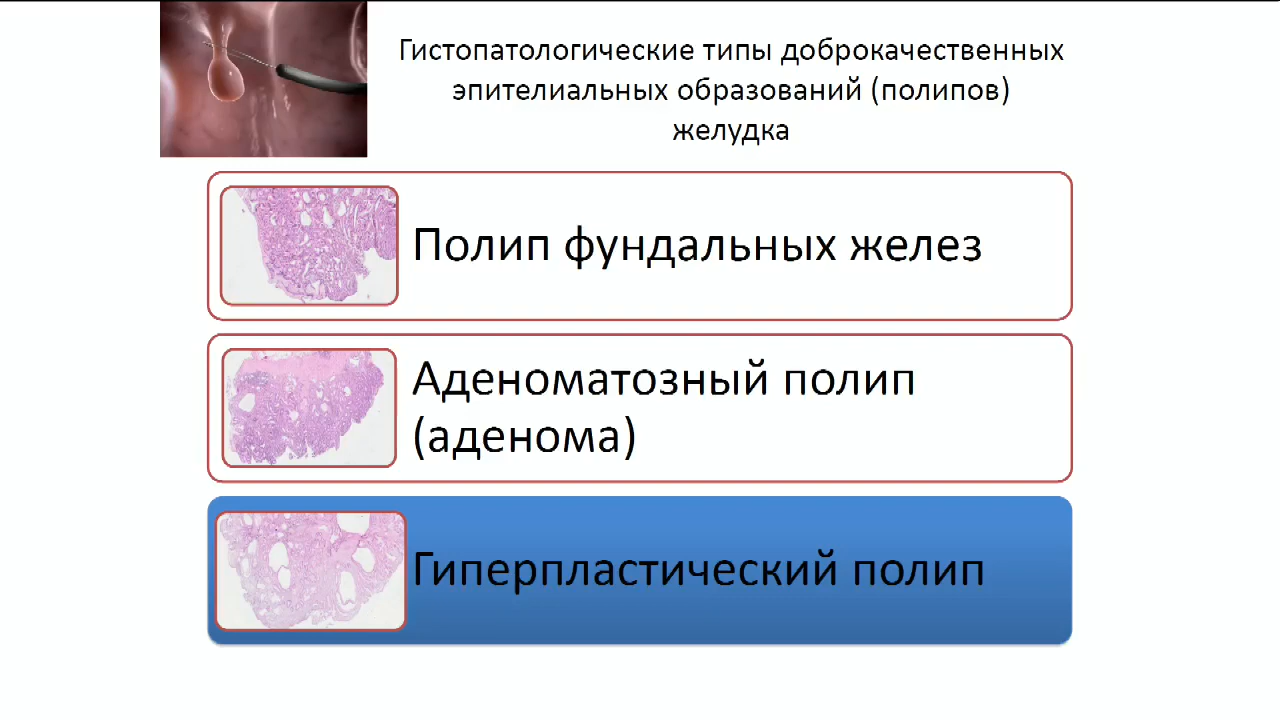 Гистопатологические типы доброкачественных
эпителиальных образований (полипов)
желудка
Полип фундальных желез
Аденоматозный полип
(аденома)
Гиперпластический полип